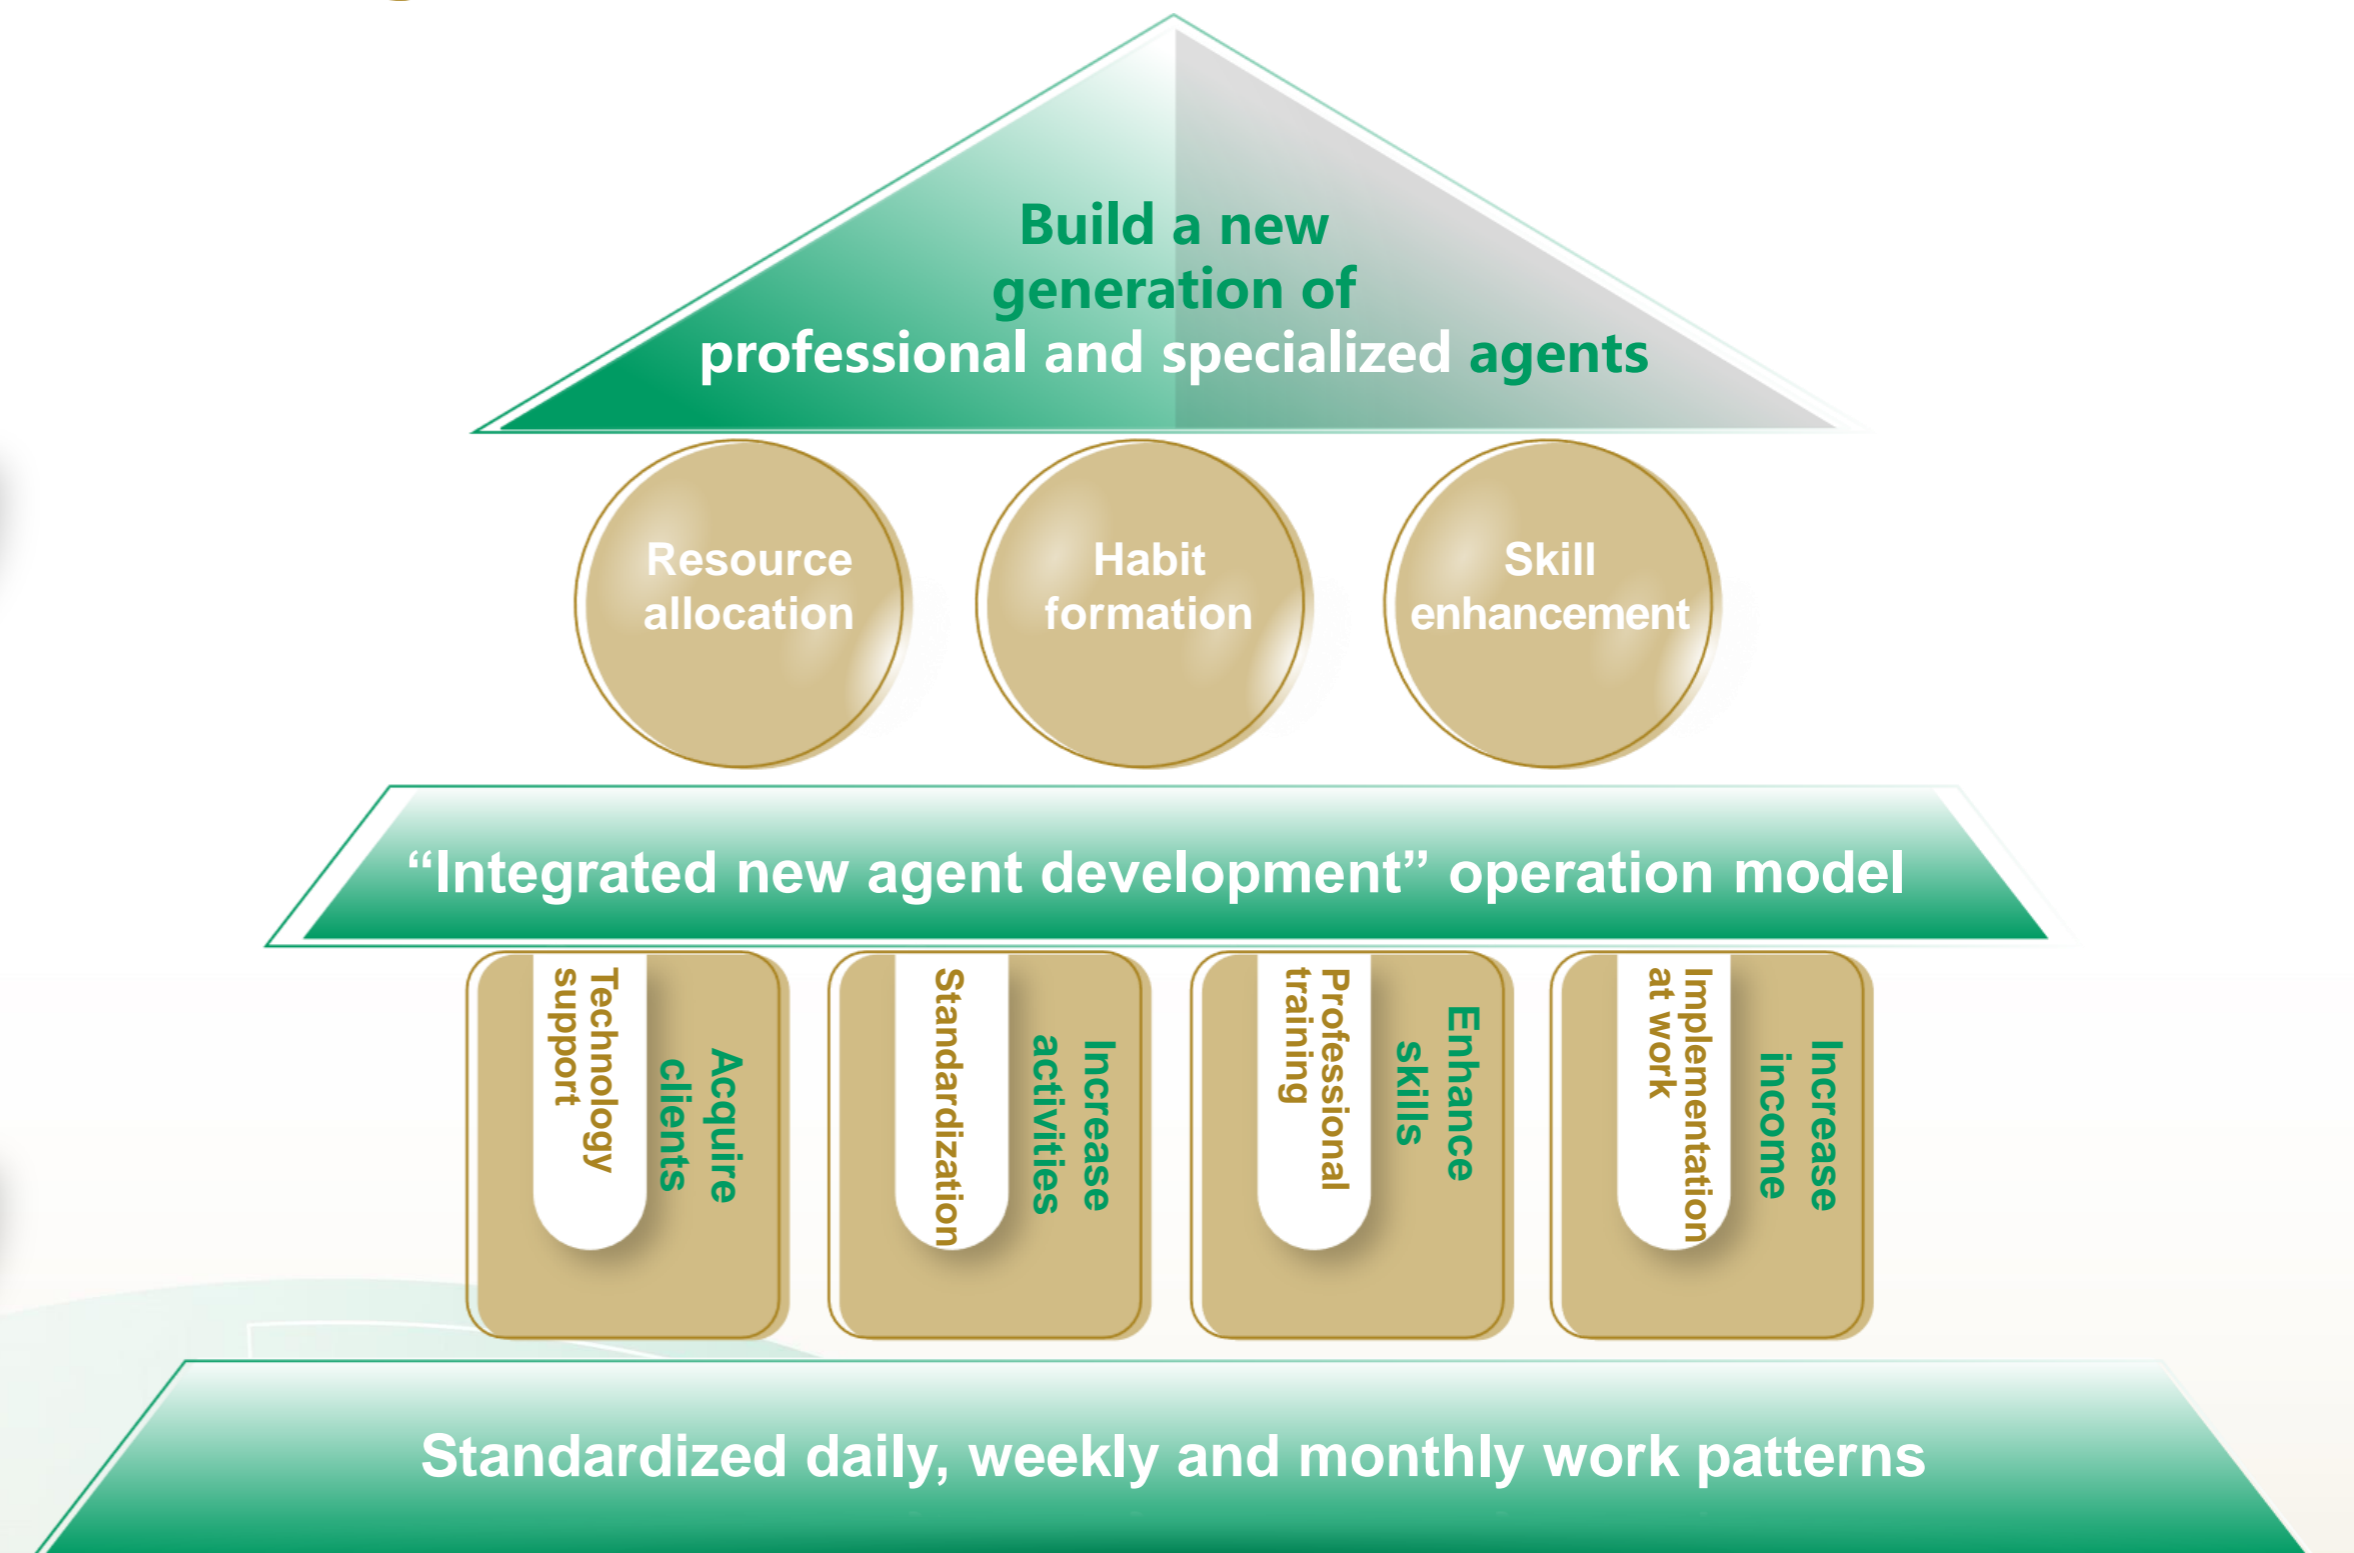 Build a new
generation of
professional and specialized agents
Resource
allocation
Habit
formation
Skill
enhancement
“Integrated new agent development” operation model
Technology
support
Acquire
clients
Standardization
Increase
activities
Professional
training
Enhance
skills
Implementation
at work
Increase
income
Standardized daily, weekly and monthly work patterns